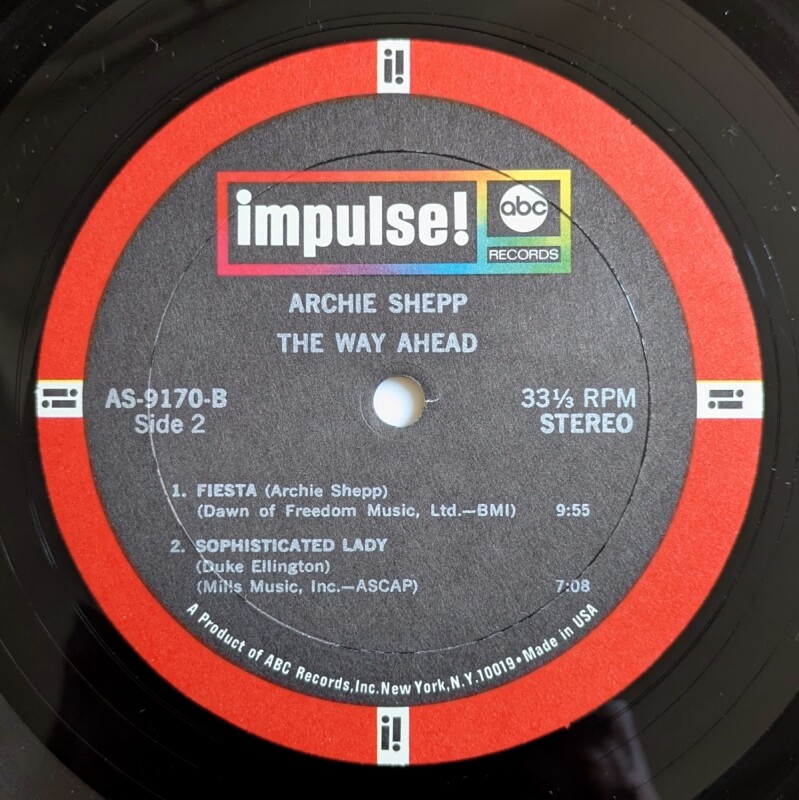 i!
impulse!
abc
RECORDS
ARCHIE SHEPP
THE WAY AHEAD
i!
AS-9170-B
Side 2
33⅓ RPM
STEREO
i!
1. FIESTA (Archie Shepp)
(Dawn of Freedom Music, Ltd.—BMI) 9:55
2. SOPHISTICATED LADY
(Duke Ellington)
(Mills Music, Inc.—ASCAP) 7:08
A Product of ABC Records, Inc. New York, N.Y. 10019 • Made in USA
i!